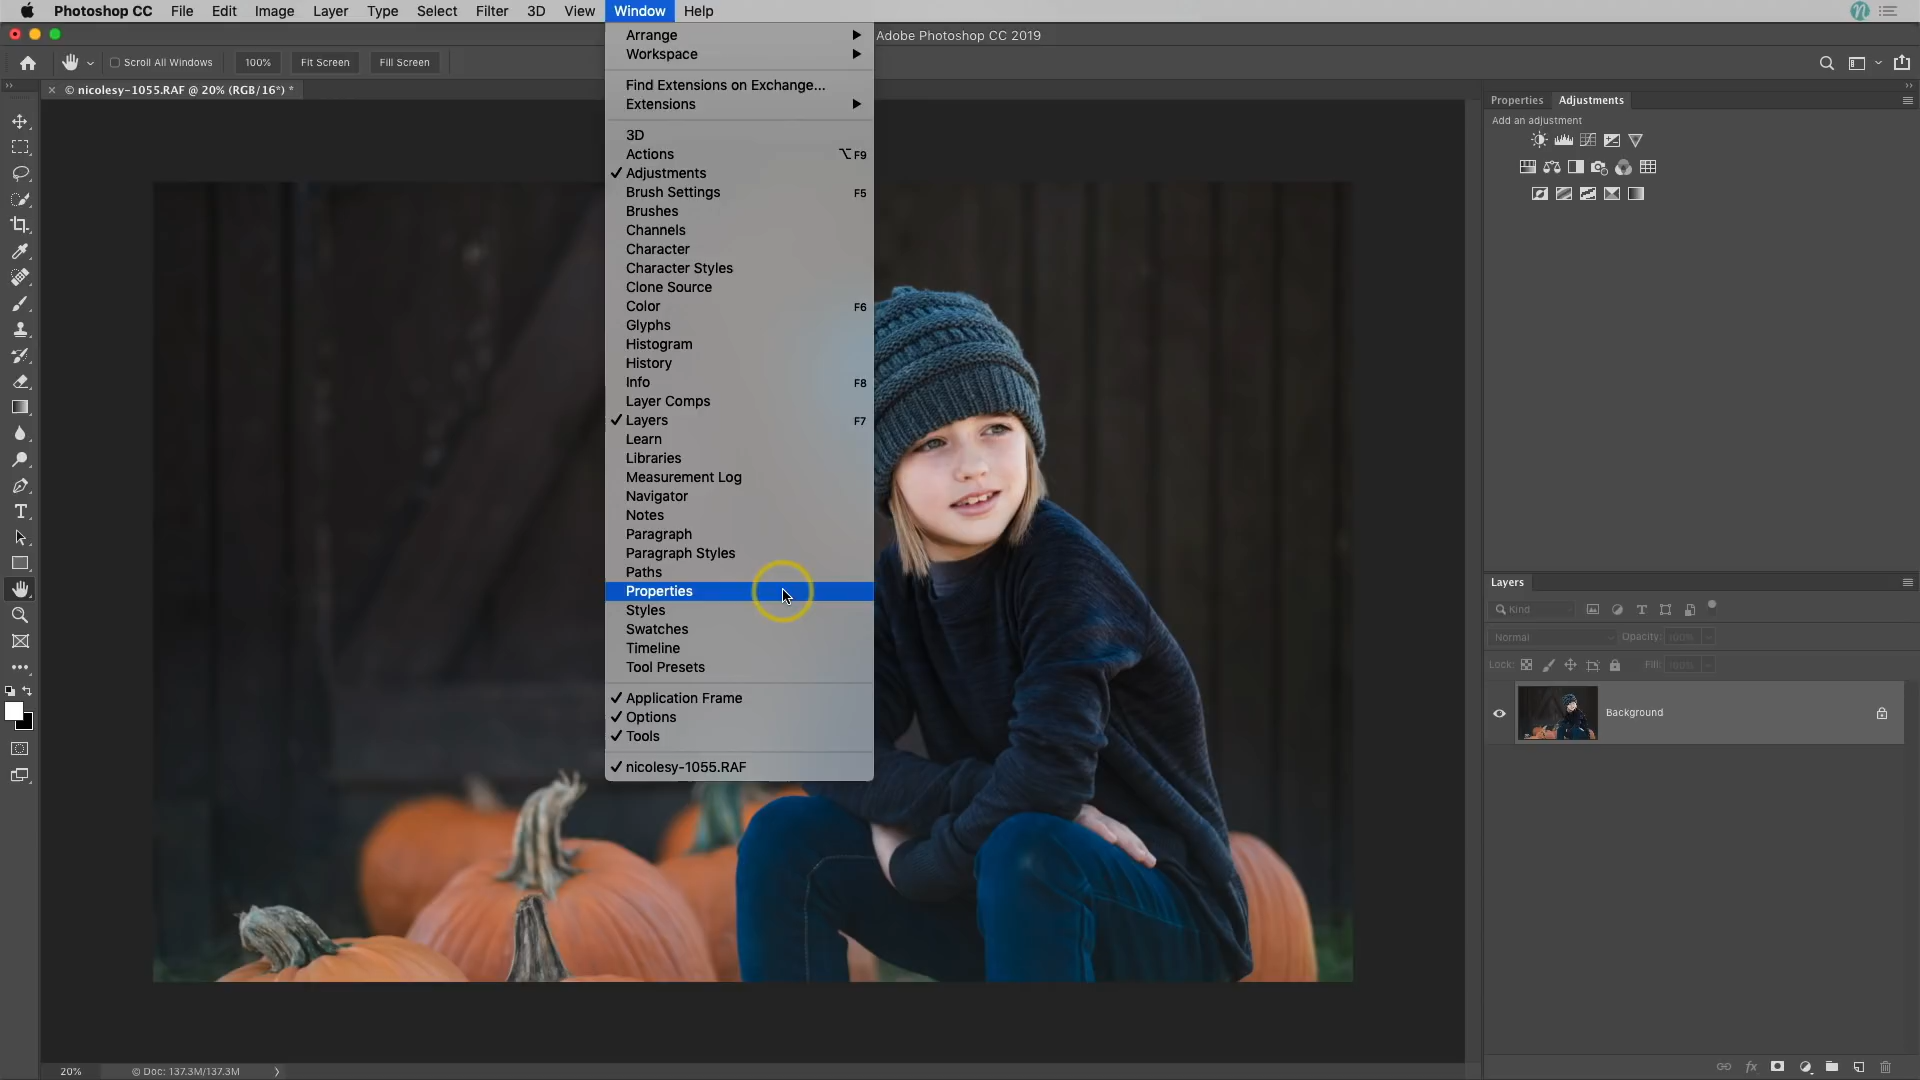 Photoshop CC File Edit Image Layer Type Select Filter 3D View Window Help
Adobe Photoshop CC 2019
Scroll All Windows 100% Fit Screen Fill Screen
© nicolesy-1055.RAF @ 20% (RGB/16*) *
Arrange
Workspace
Find Extensions on Exchange...
Extensions
3D
Actions ⌥F9
✓ Adjustments
Brush Settings F5
Brushes
Channels
Character
Character Styles
Clone Source
Color F6
Glyphs
Histogram
History
Info F8
Layer Comps
✓ Layers F7
Learn
Libraries
Measurement Log
Navigator
Notes
Paragraph
Paragraph Styles
Paths
Properties
Styles
Swatches
Timeline
Tool Presets
✓ Application Frame
✓ Options
✓ Tools
✓ nicolesy-1055.RAF
Properties Adjustments
Add an adjustment
Layers
Kind
Normal Opacity: 100%
Lock: Fill: 100%
Background
fx
20% © Doc: 137.3M/137.3M